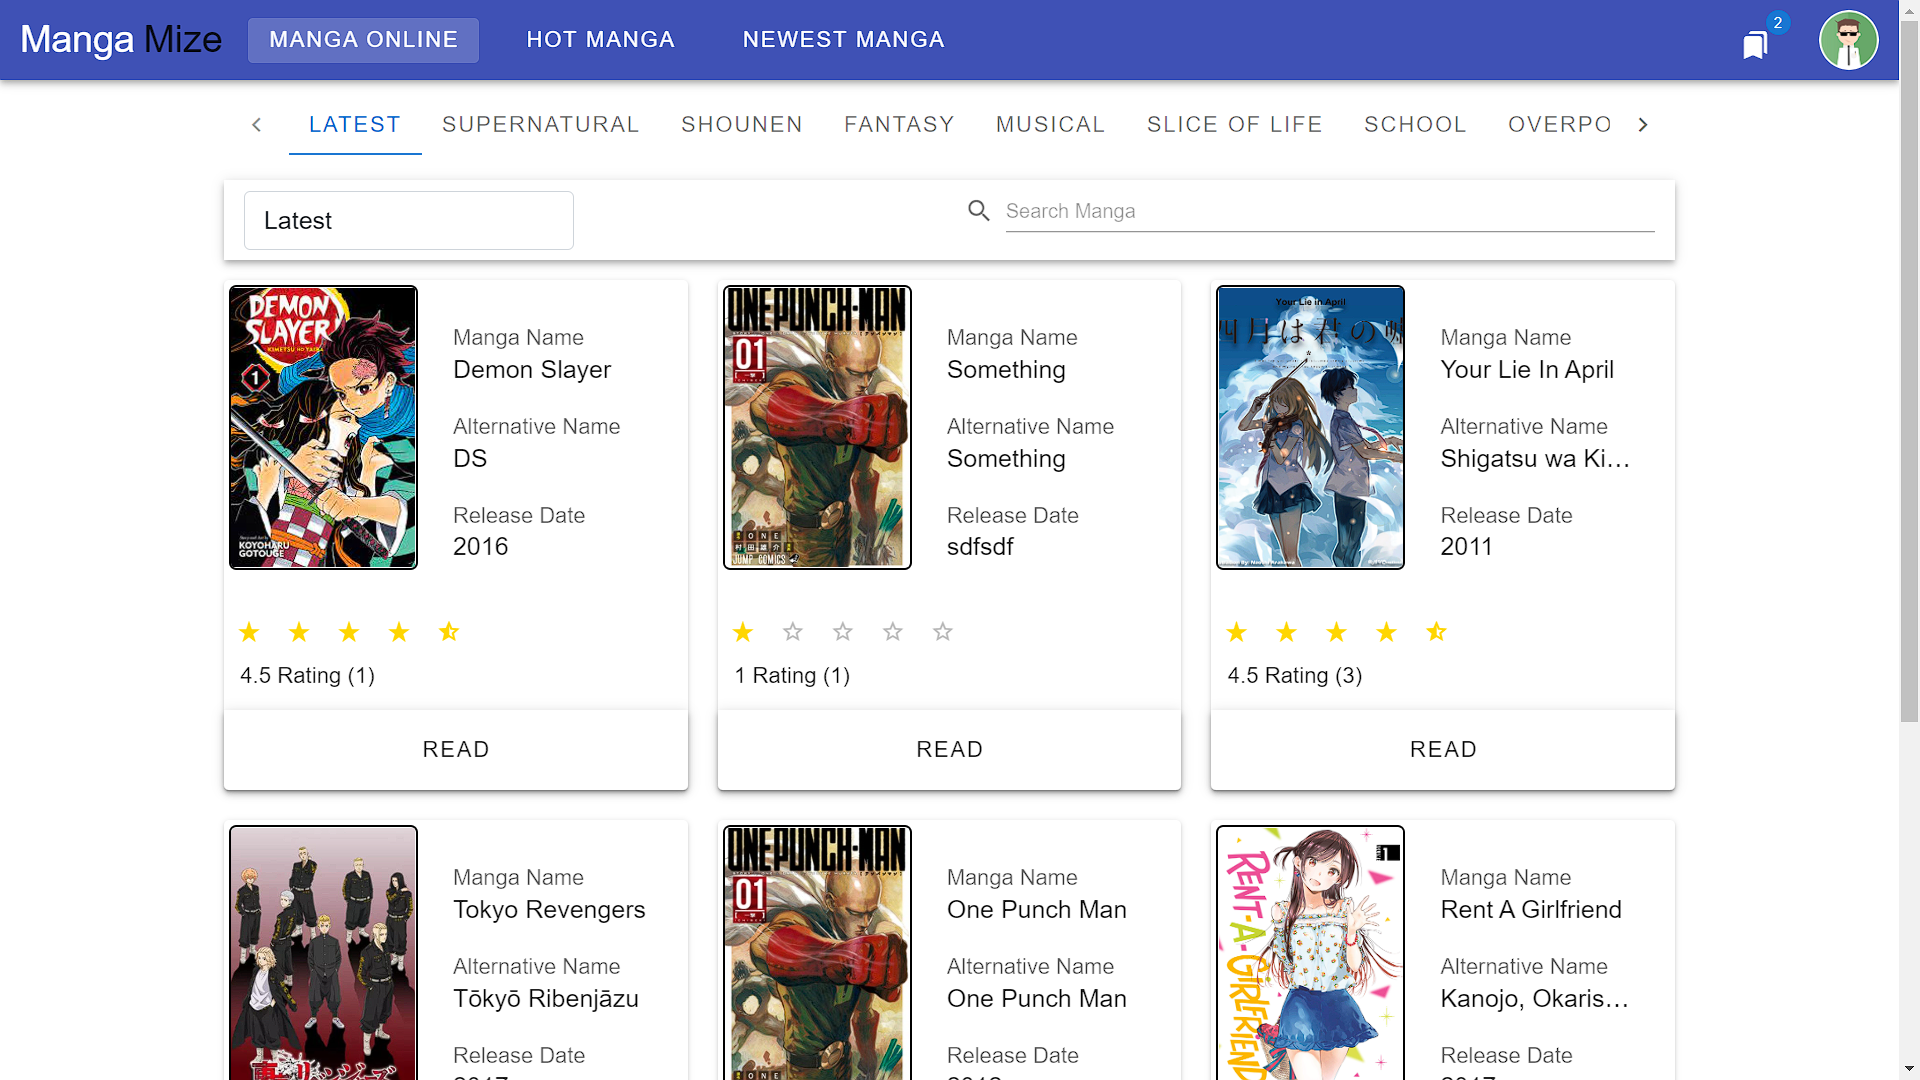 Manga Mize
MANGA ONLINE
HOT MANGA
NEWEST MANGA
2
LATEST
SUPERNATURAL
SHOUNEN
FANTASY
MUSICAL
SLICE OF LIFE
SCHOOL
OVERPO
Latest
Search Manga
DEMON
SLAYER
KIMETSU NO YAIBA
1
KOYOHARU
GOTOUGE
Manga Name
Demon Slayer
Alternative Name
DS
Release Date
2016
4.5 Rating (1)
READ
ONE PUNCH-MAN
01
ONE
村田雄介
JUMP COMICS
Manga Name
Something
Alternative Name
Something
Release Date
sdfsdf
1 Rating (1)
READ
Your Lie in April
四月は君の嘘
Manga Name
Your Lie In April
Alternative Name
Shigatsu wa Ki...
Release Date
2011
4.5 Rating (3)
READ
Manga Name
Tokyo Revengers
Alternative Name
Tōkyō Ribenjāzu
Release Date
2017
ONE PUNCH-MAN
01
ONE
Manga Name
One Punch Man
Alternative Name
One Punch Man
Release Date
RENT-A-GIRLFRIEND
1
Manga Name
Rent A Girlfriend
Alternative Name
Kanojo, Okaris...
Release Date
2017